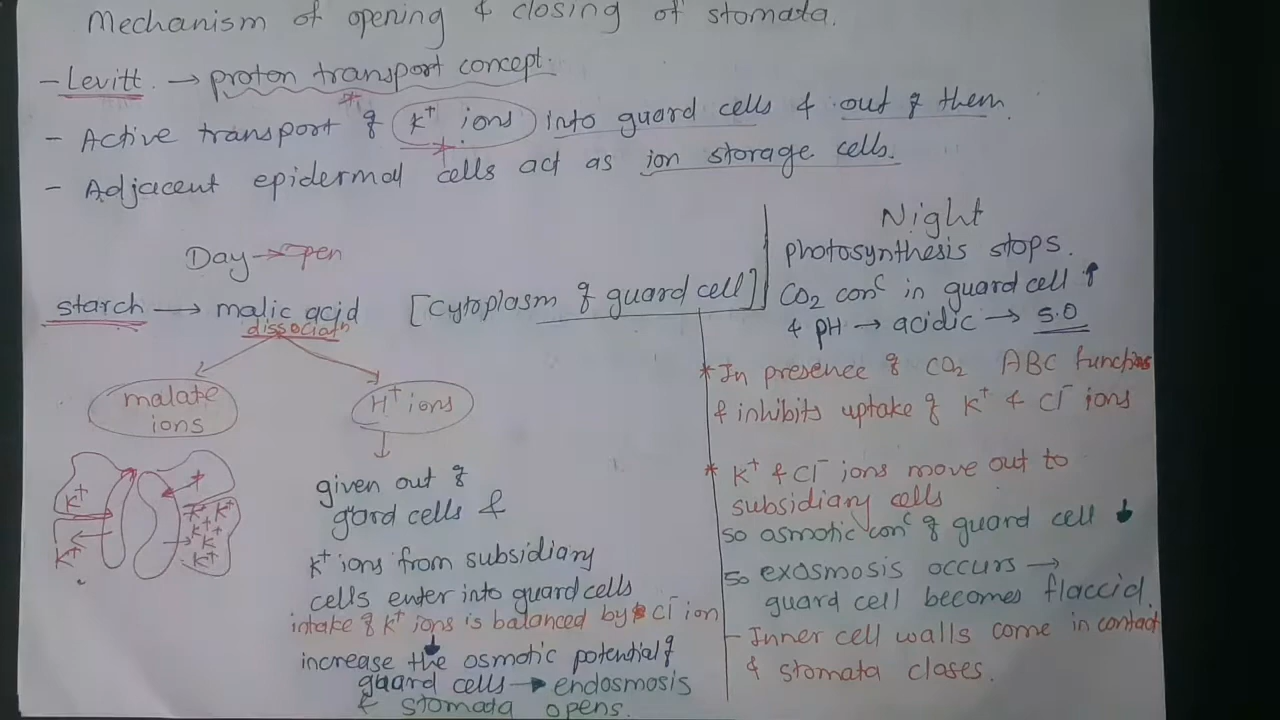 Mechanism of opening & closing of stomata.
- Levitt → proton transport concept.
- Active transport of K+ ions into guard cells & out of them.
- Adjacent epidermal cells act as ion storage cells.
Day → open
starch → malic acid [cytoplasm of guard cell]
dissociatn
malate
ions
H+ ions
given out of
gard cells &
K+ ions from subsidiary
cells enter into guard cells
intake of K+ ions is balanced by Cl- ion
increase the osmotic potential of
guard cells → endosmosis
& stomata opens.
K+
K+
K+ K+
K+
K+
K+
K+
Night
photosynthesis stops.
CO2 conc in guard cell ↑
& pH → acidic → 5.0
* In presence of CO2 ABC functions
& inhibits uptake of K+ & Cl- ions
* K+ & Cl- ions move out to
subsidiary cells
so osmotic conc of guard cell ↓
so exosmosis occurs →
guard cell becomes flaccid.
- Inner cell walls come in contact
& stomata closes.